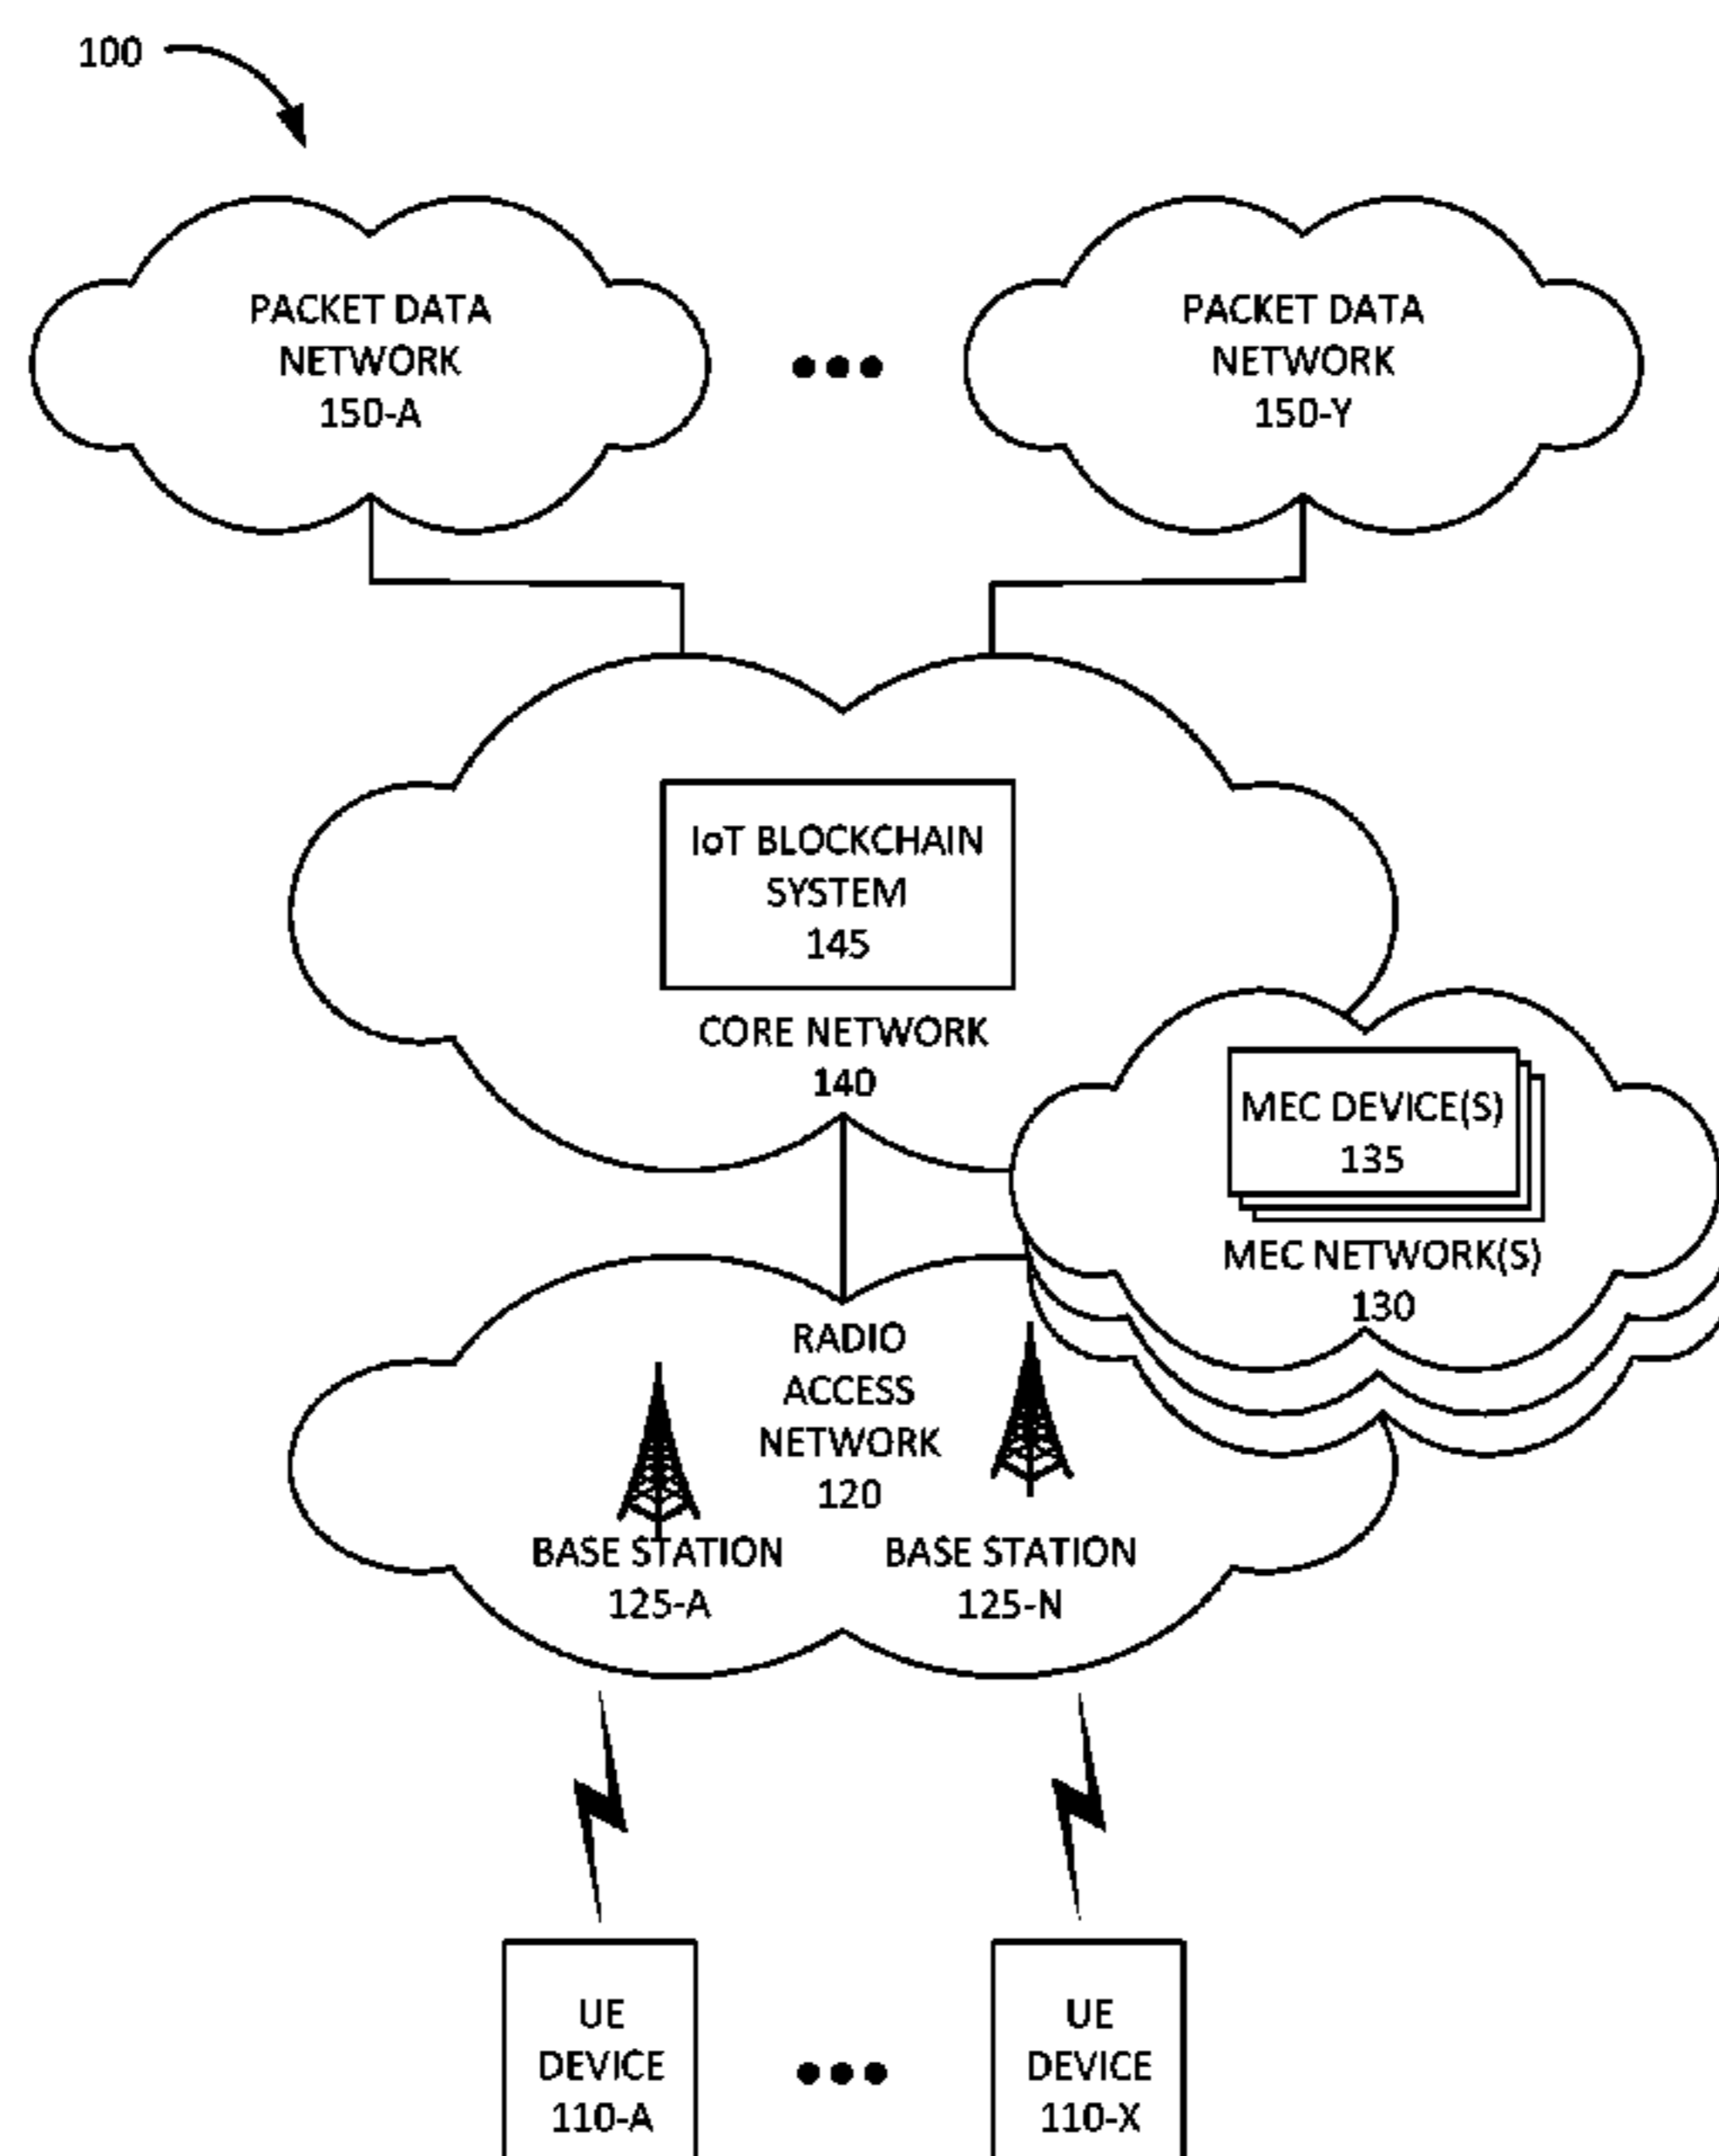 100
PACKET DATA
NETWORK
150-A
PACKET DATA
NETWORK
150-Y
IoT BLOCKCHAIN
SYSTEM
145
CORE NETWORK
140
MEC DEVICE(S)
135
MEC NETWORK(S)
130
RADIO
ACCESS
NETWORK
120
BASE STATION
125-A
BASE STATION
125-N
UE
DEVICE
110-A
UE
DEVICE
110-X